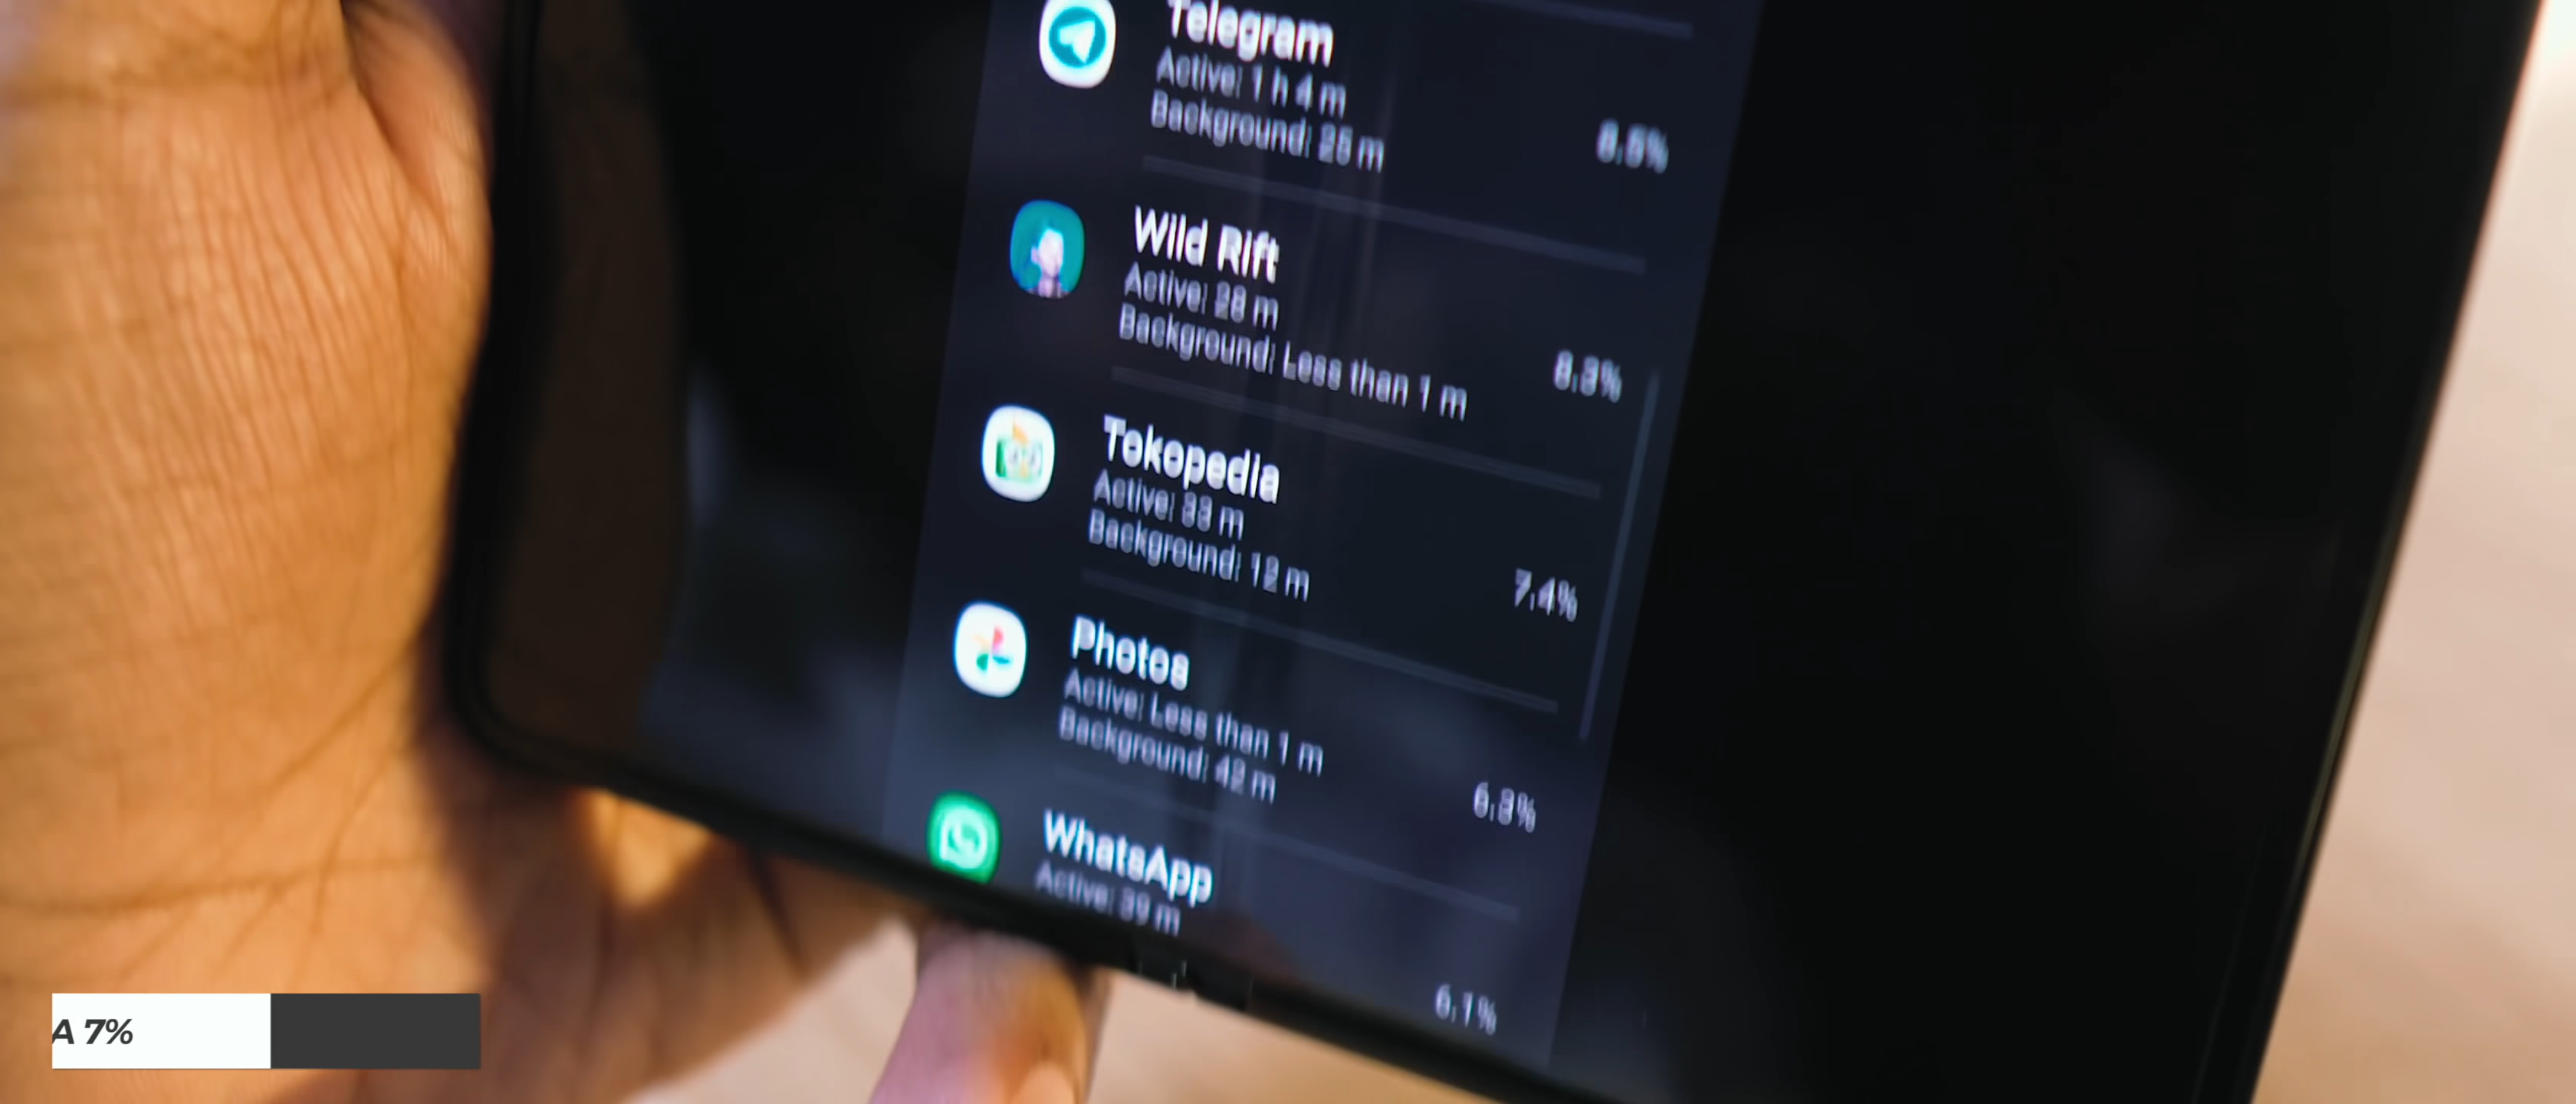 Telegram
Active: 1 h 4 m
Background: 25 m
8.5%
Wild Rift
Active: 28 m
Background: Less than 1 m
8.3%
Tokopedia
Active: 33 m
Background: 12 m
7.4%
Photos
Active: Less than 1 m
Background: 42 m
6.3%
WhatsApp
Active: 39 m
6.1%
A 7%